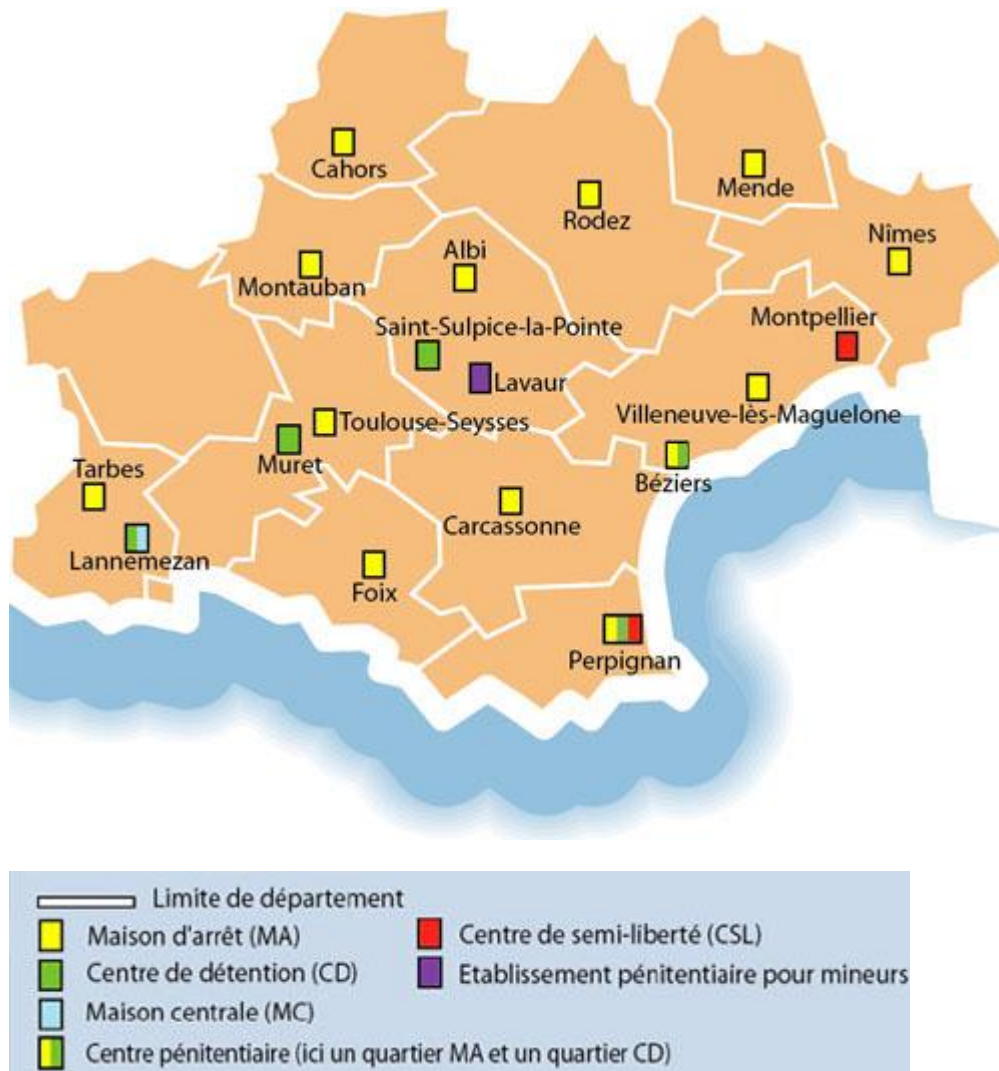 Cahors
Mende
Rodez
Nîmes
Albi
Montauban
Montpellier
Saint-Sulpice-la-Pointe
Lavaur
Villeneuve-lès-Maguelone
Toulouse-Seysses
Muret
Tarbes
Béziers
Carcassonne
Lannemezan
Foix
Perpignan
Limite de département
Maison d'arrêt (MA)
Centre de semi-liberté (CSL)
Centre de détention (CD)
Etablissement pénitentiaire pour mineurs
Maison centrale (MC)
Centre pénitentiaire (ici un quartier MA et un quartier CD)